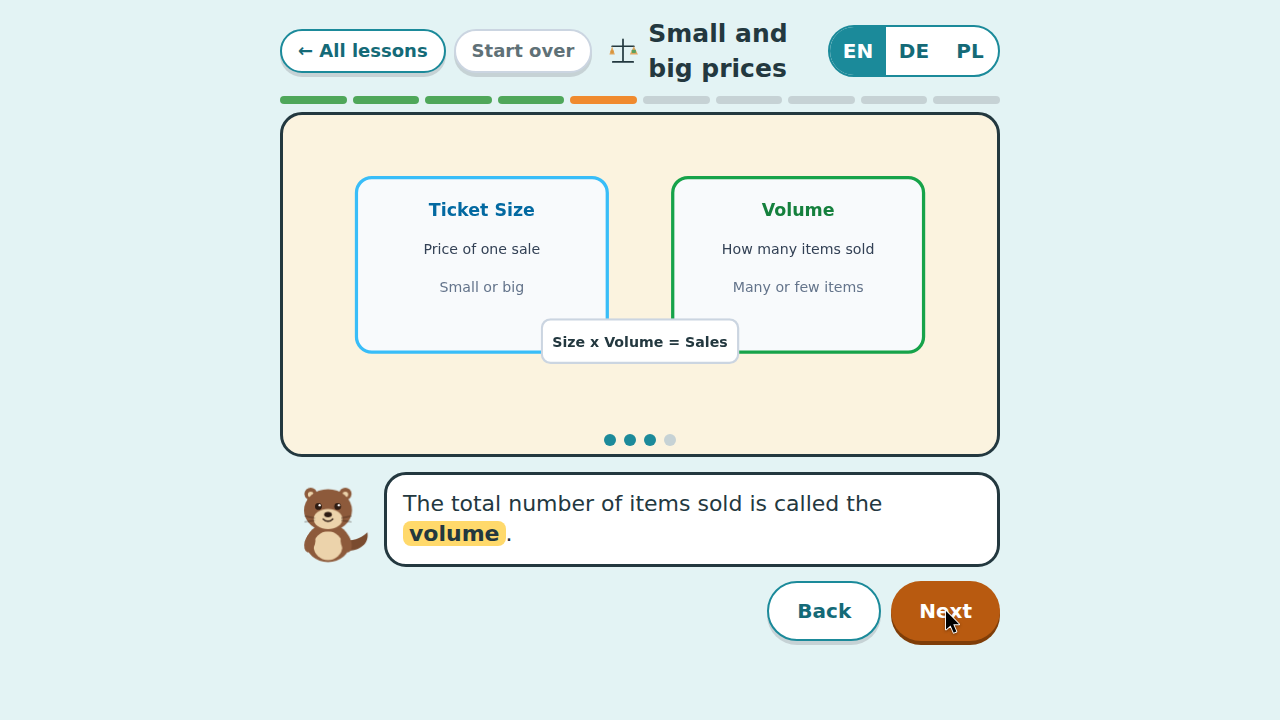 ← All lessons
Start over
Small and
big prices
EN
DE
PL
Ticket Size
Price of one sale
Small or big
Volume
How many items sold
Many or few items
Size x Volume = Sales
The total number of items sold is called the
volume.
Back
Next